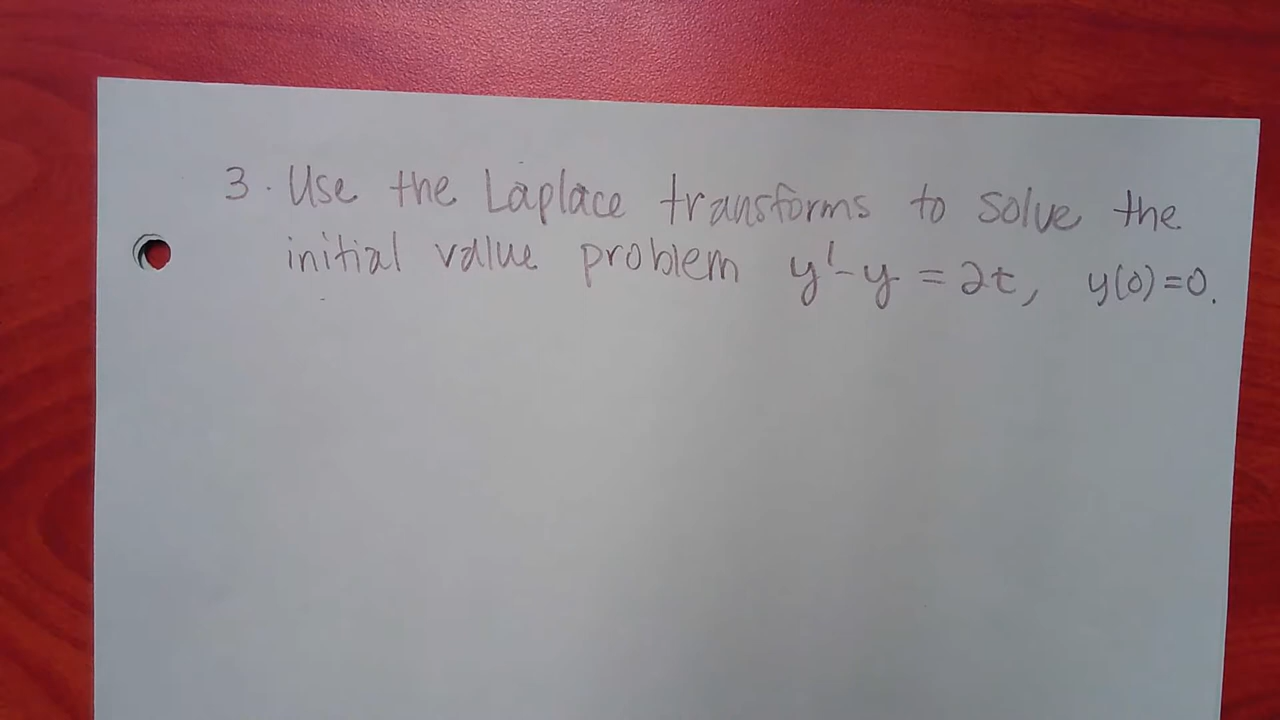 3. Use the Laplace transforms to solve the
initial value problem y'-y = 2t, y(0)=0.